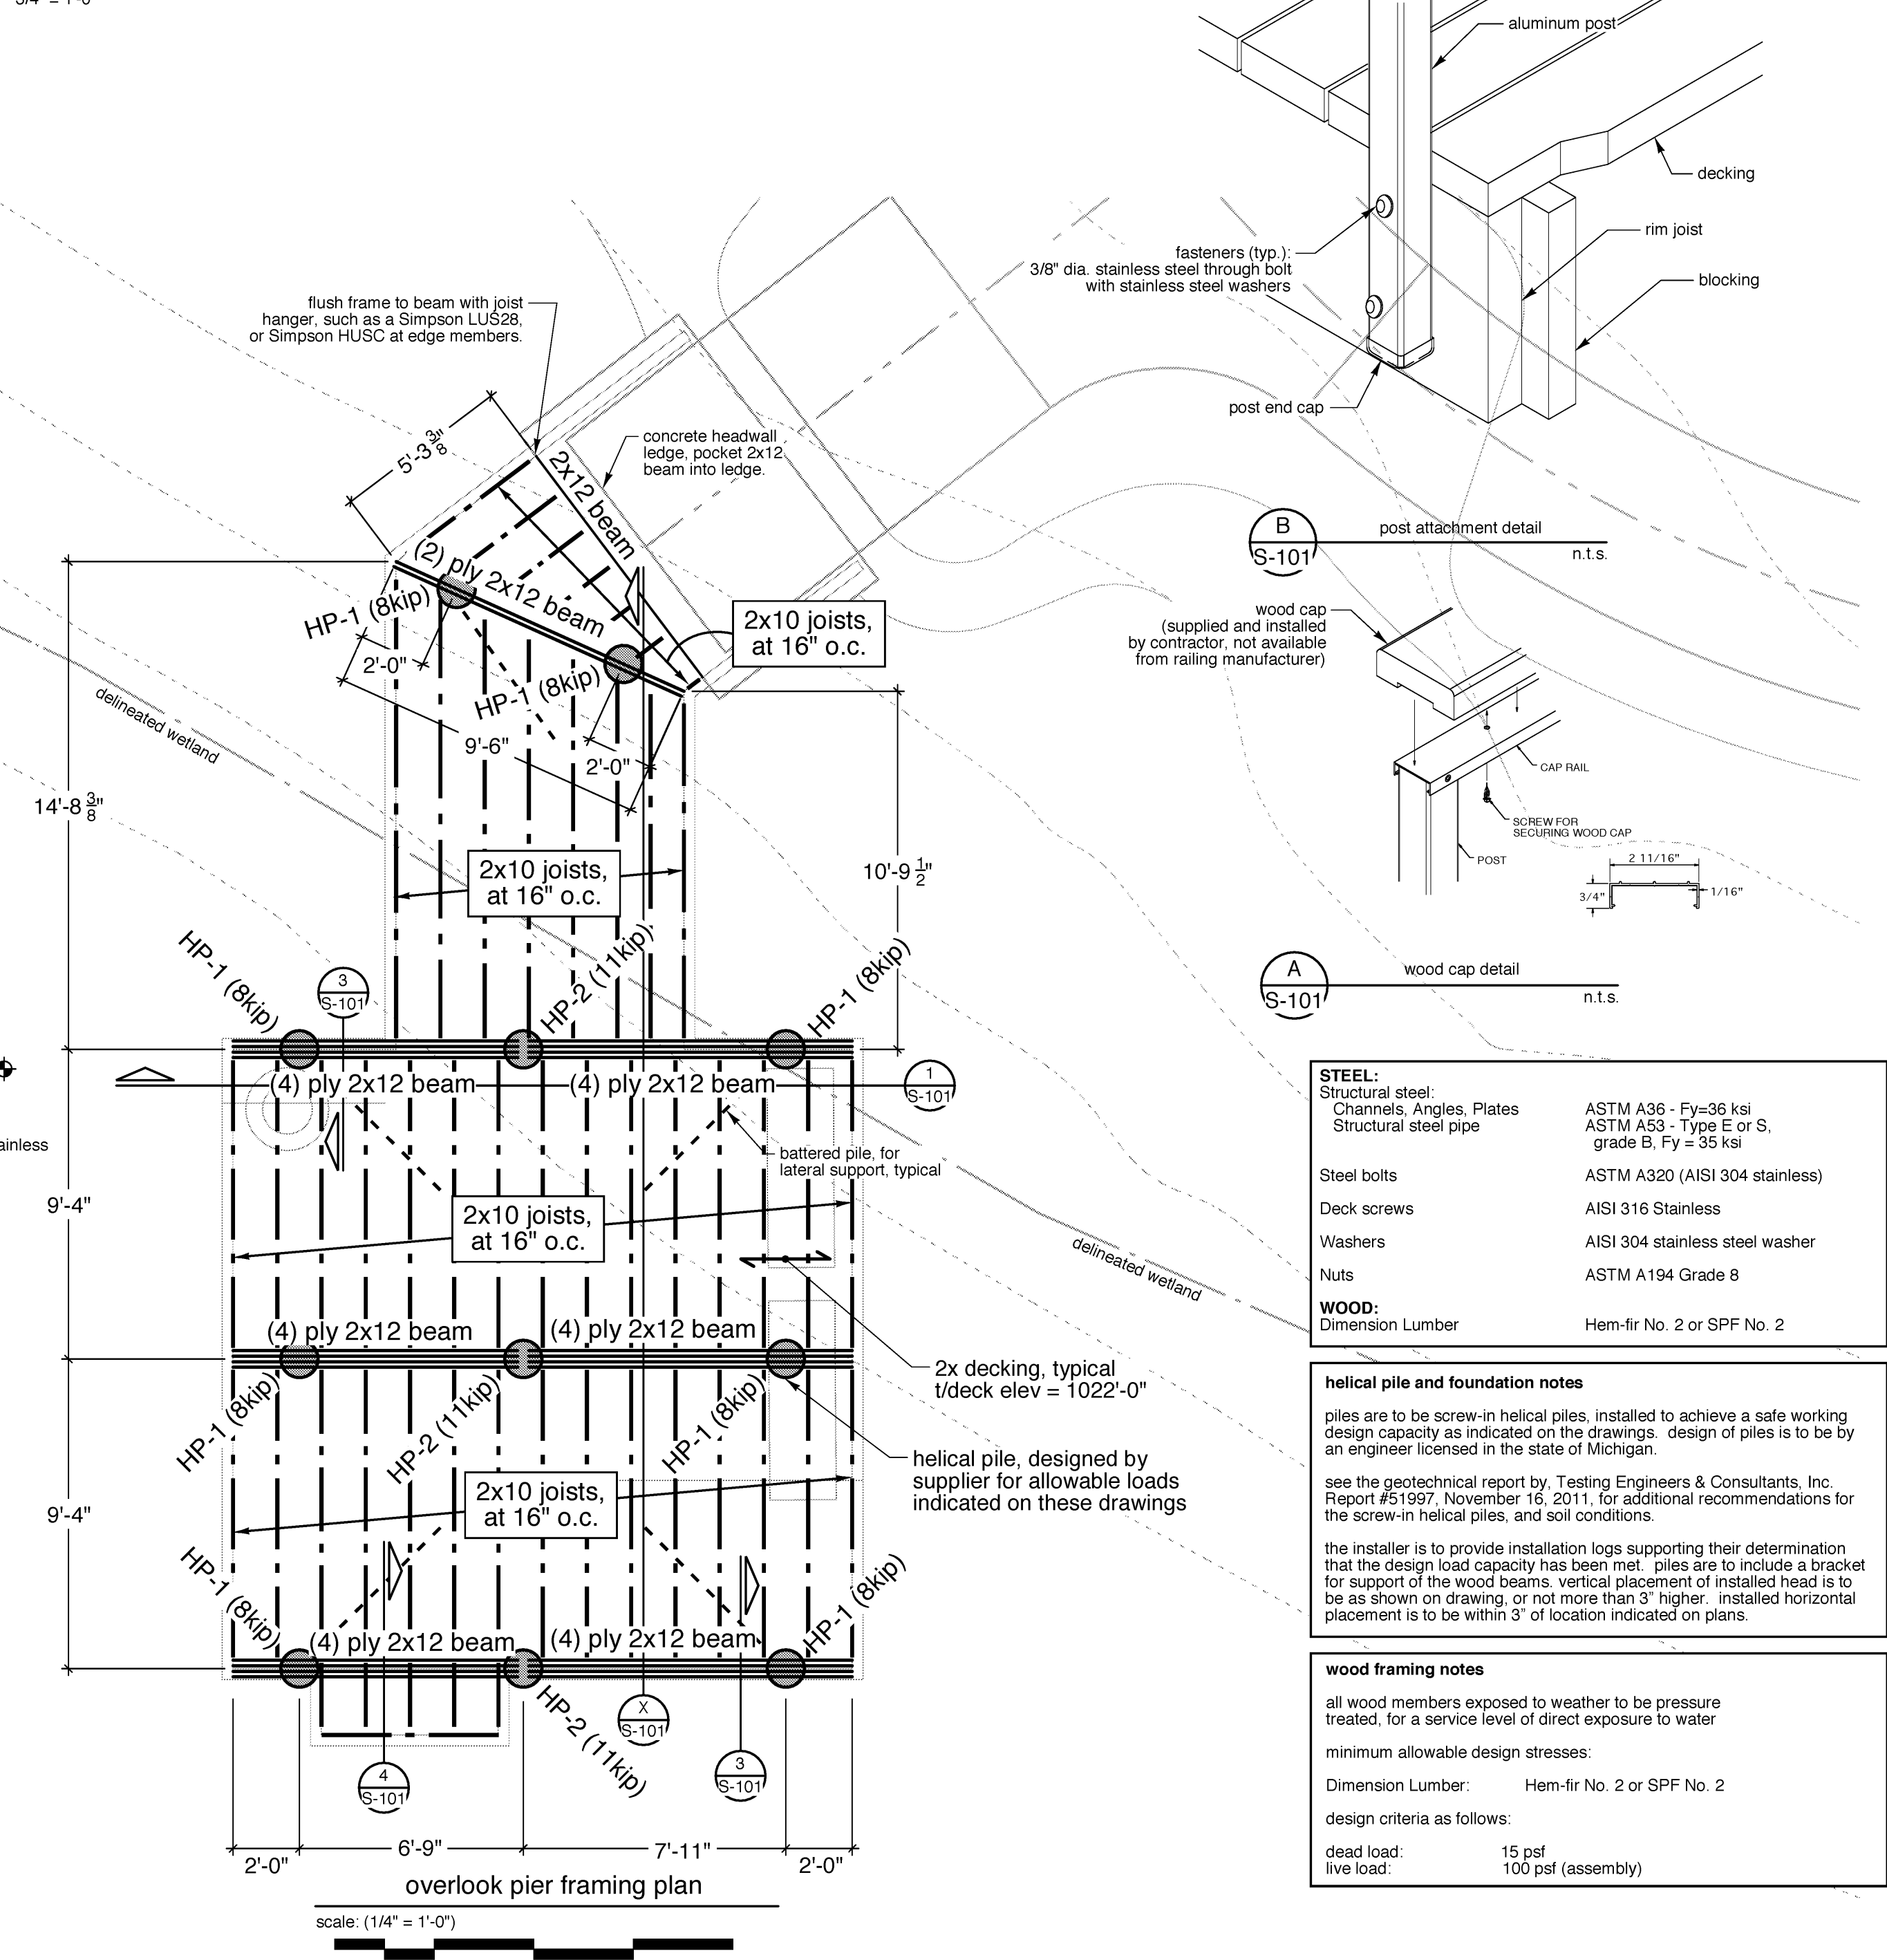 aluminum post
decking
rim joist
blocking
fasteners (typ.):
3/8" dia. stainless steel through bolt
with stainless steel washers
post end cap
B
S-101
post attachment detail
n.t.s.
flush frame to beam with joist
hanger, such as a Simpson LUS28,
or Simpson HUSC at edge members.
concrete headwall
ledge, pocket 2x12
beam into ledge.
5'-3 3/8"
2x12 beam
(2) ply 2x12 beam
HP-1 (8kip)
2'-0"
HP-1 (8kip)
9'-6"
2'-0"
2x10 joists,
at 16" o.c.
delineated wetland
14'-8 3/8"
10'-9 1/2"
2x10 joists,
at 16" o.c.
wood cap
(supplied and installed
by contractor, not available
from railing manufacturer)
CAP RAIL
SCREW FOR
SECURING WOOD CAP
POST
2 11/16"
3/4"
1/16"
A
S-101
wood cap detail
n.t.s.
HP-1 (8kip)
3
S-101
HP-2 (11kip)
HP-1 (8kip)
(4) ply 2x12 beam
(4) ply 2x12 beam
1
S-101
ainless
battered pile, for
lateral support, typical
9'-4"
2x10 joists,
at 16" o.c.
delineated wetland
(4) ply 2x12 beam
(4) ply 2x12 beam
2x decking, typical
t/deck elev = 1022'-0"
HP-1 (8kip)
HP-2 (11kip)
HP-1 (8kip)
helical pile, designed by
supplier for allowable loads
indicated on these drawings
9'-4"
2x10 joists,
at 16" o.c.
HP-1 (8kip)
HP-1 (8kip)
(4) ply 2x12 beam
(4) ply 2x12 beam
HP-2 (11kip)
X
S-101
4
S-101
3
S-101
2'-0"
6'-9"
7'-11"
2'-0"
overlook pier framing plan
scale: (1/4" = 1'-0")
STEEL:
Structural steel:
Channels, Angles, Plates ASTM A36 - Fy=36 ksi
Structural steel pipe ASTM A53 - Type E or S,
grade B, Fy = 35 ksi
Steel bolts ASTM A320 (AISI 304 stainless)
Deck screws AISI 316 Stainless
Washers AISI 304 stainless steel washer
Nuts ASTM A194 Grade 8
WOOD:
Dimension Lumber Hem-fir No. 2 or SPF No. 2
helical pile and foundation notes
piles are to be screw-in helical piles, installed to achieve a safe working
design capacity as indicated on the drawings. design of piles is to be by
an engineer licensed in the state of Michigan.
see the geotechnical report by, Testing Engineers & Consultants, Inc.
Report #51997, November 16, 2011, for additional recommendations for
the screw-in helical piles, and soil conditions.
the installer is to provide installation logs supporting their determination
that the design load capacity has been met. piles are to include a bracket
for support of the wood beams. vertical placement of installed head is to
be as shown on drawing, or not more than 3" higher. installed horizontal
placement is to be within 3" of location indicated on plans.
wood framing notes
all wood members exposed to weather to be pressure
treated, for a service level of direct exposure to water
minimum allowable design stresses:
Dimension Lumber: Hem-fir No. 2 or SPF No. 2
design criteria as follows:
dead load: 15 psf
live load: 100 psf (assembly)